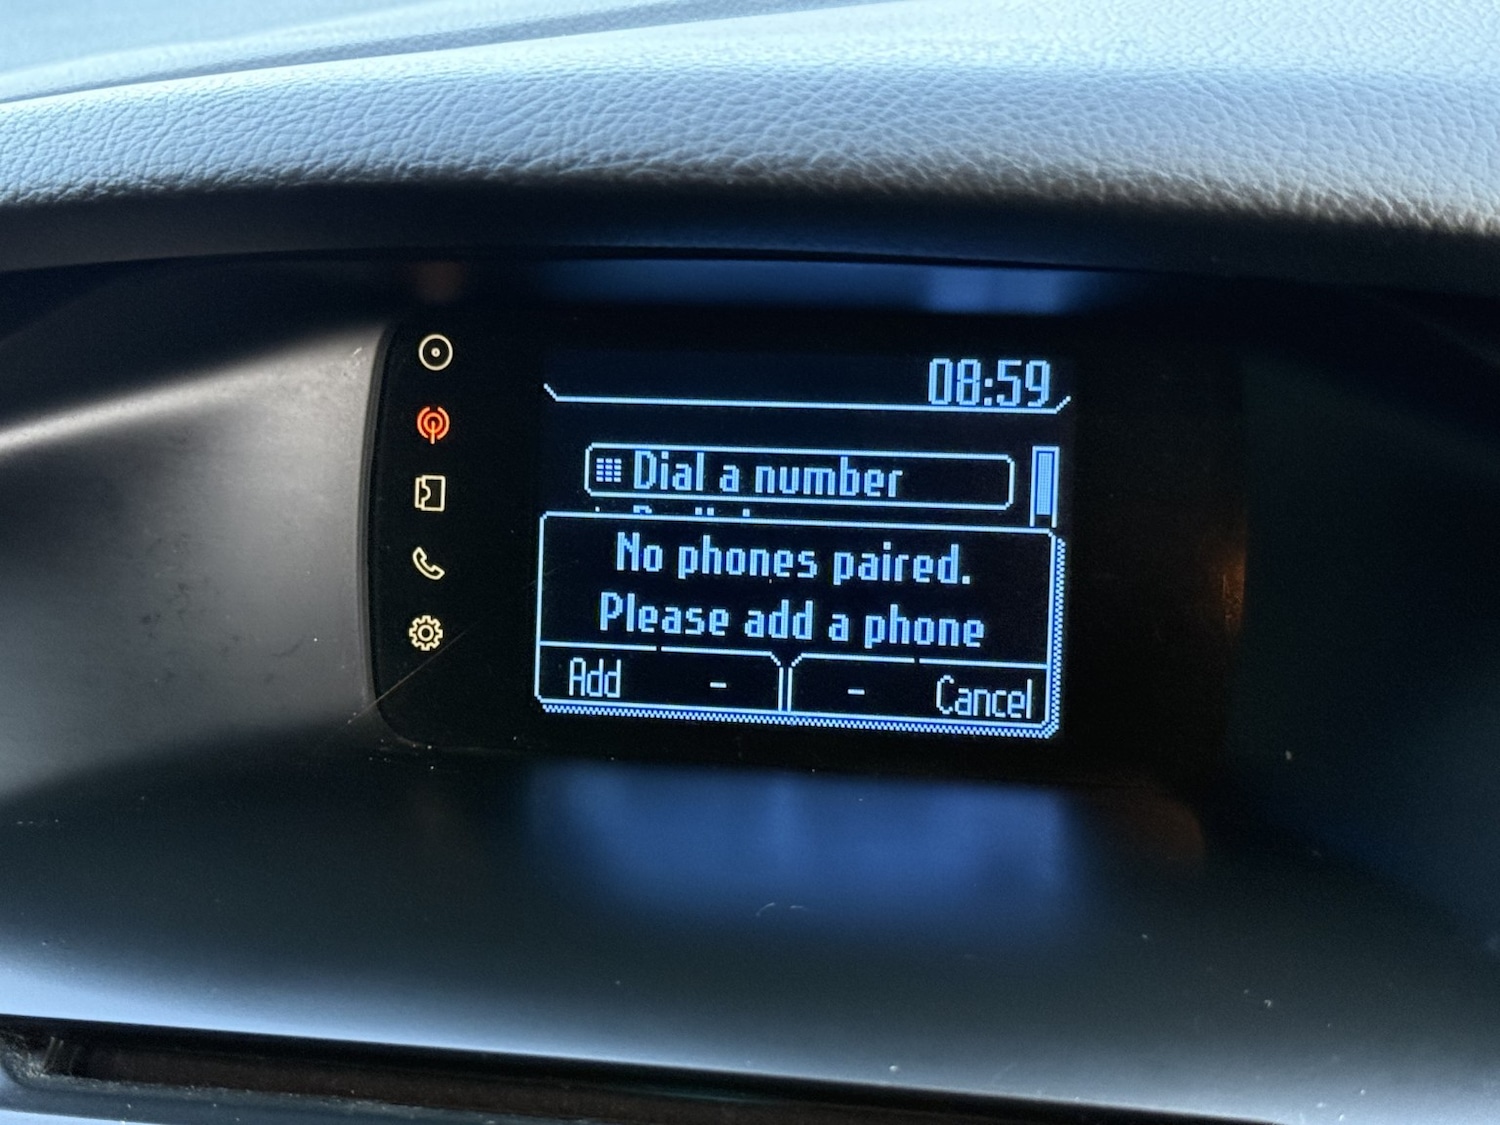 08:59
Dial a number
No phones paired.
Please add a phone
Add - - Cancel